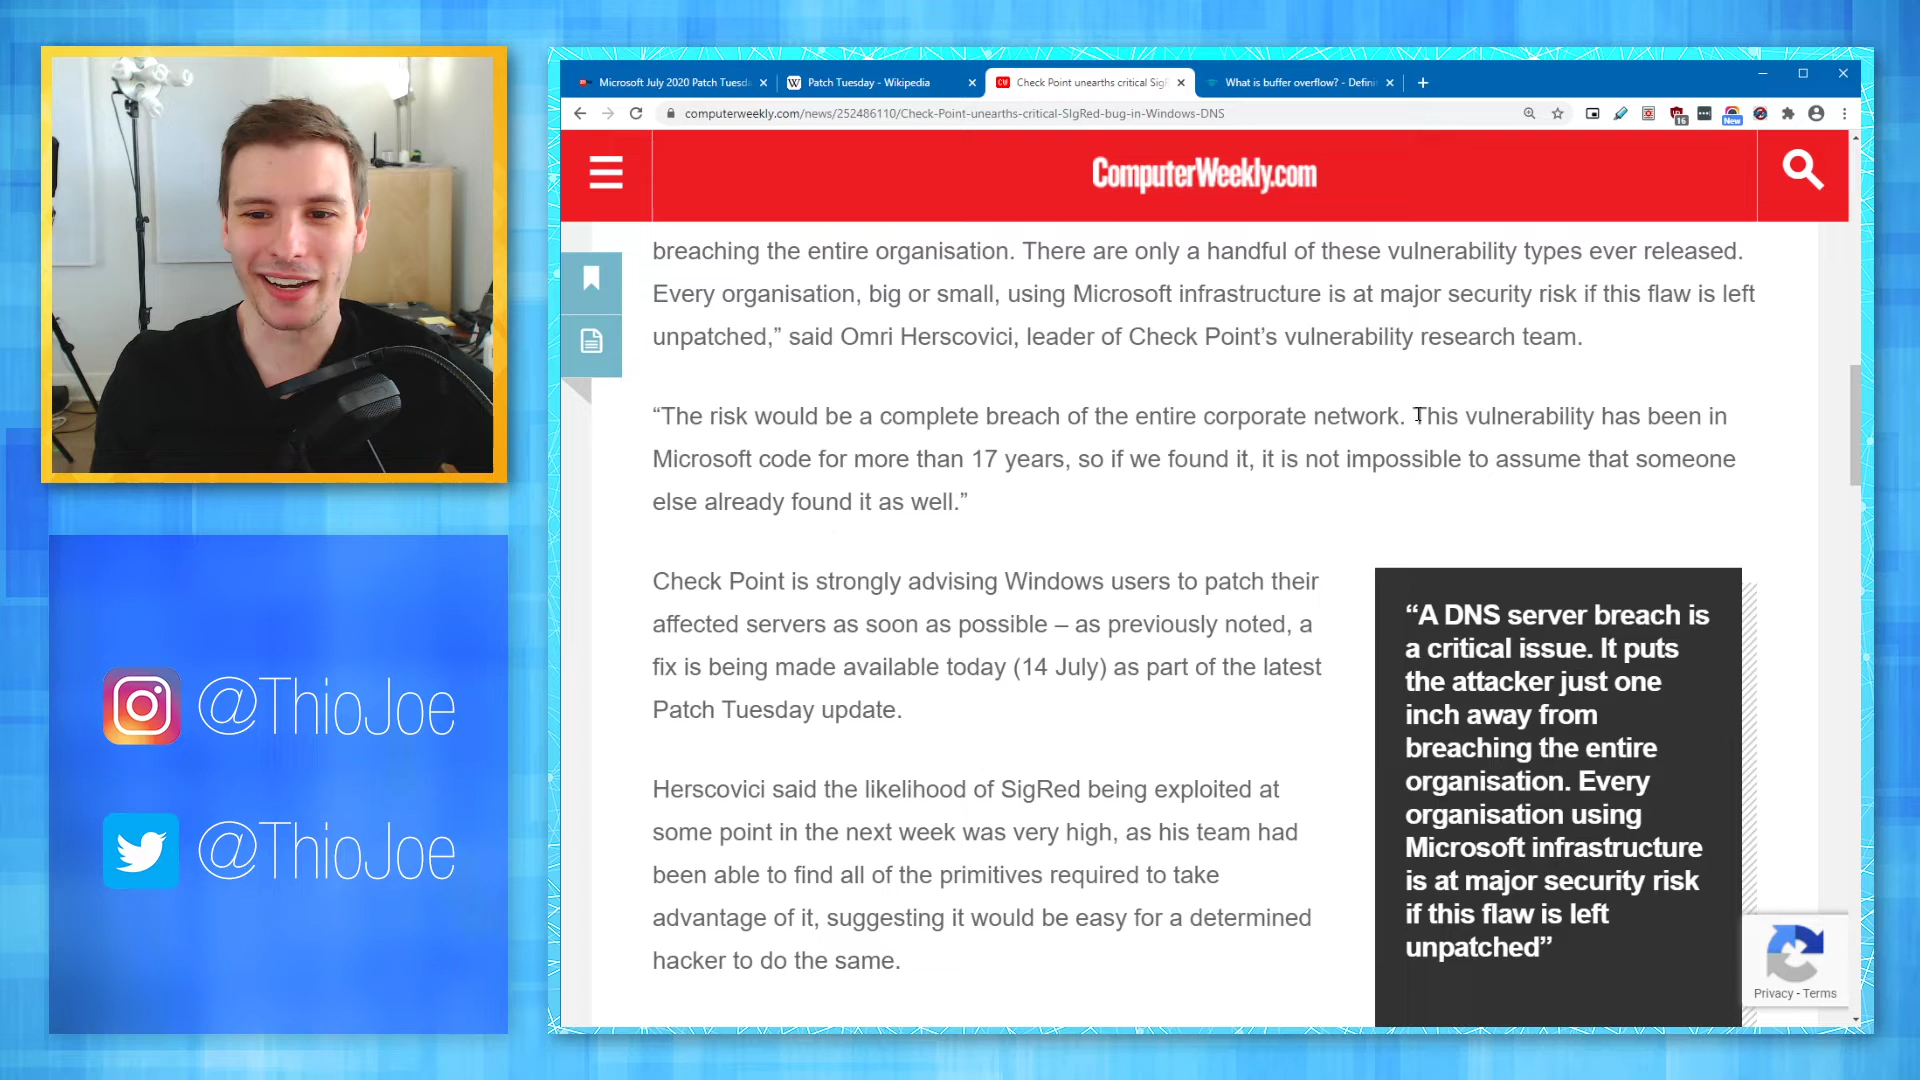 Microsoft July 2020 Patch Tuesd
Patch Tuesday - Wikipedia
Check Point unearths critical SigR
What is buffer overflow? - Defini
computerweekly.com/news/252486110/Check-Point-unearths-critical-SIgRed-bug-in-Windows-DNS
16
New
ComputerWeekly.com
breaching the entire organisation. There are only a handful of these vulnerability types ever released.
Every organisation, big or small, using Microsoft infrastructure is at major security risk if this flaw is left
unpatched,” said Omri Herscovici, leader of Check Point’s vulnerability research team.
“The risk would be a complete breach of the entire corporate network. This vulnerability has been in
Microsoft code for more than 17 years, so if we found it, it is not impossible to assume that someone
else already found it as well.”
Check Point is strongly advising Windows users to patch their
affected servers as soon as possible – as previously noted, a
fix is being made available today (14 July) as part of the latest
Patch Tuesday update.
Herscovici said the likelihood of SigRed being exploited at
some point in the next week was very high, as his team had
been able to find all of the primitives required to take
advantage of it, suggesting it would be easy for a determined
hacker to do the same.
“A DNS server breach is
a critical issue. It puts
the attacker just one
inch away from
breaching the entire
organisation. Every
organisation using
Microsoft infrastructure
is at major security risk
if this flaw is left
unpatched”
Privacy - Terms
@ThioJoe
@ThioJoe